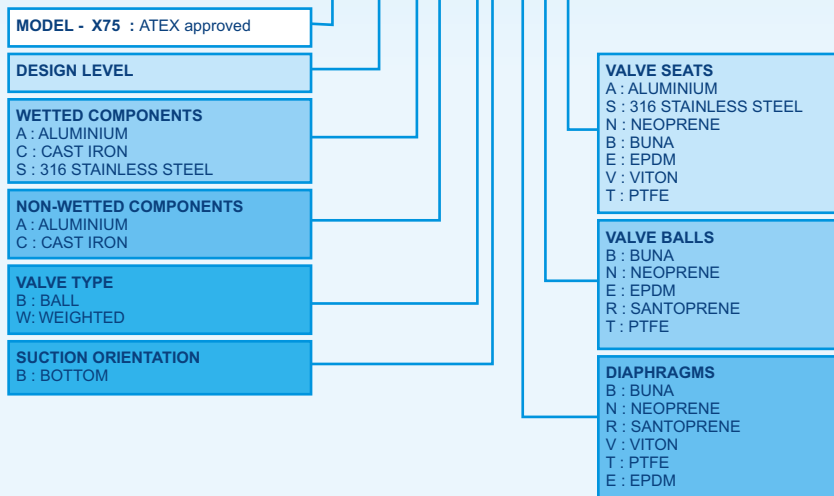 MODEL - X75 : ATEX approved
DESIGN LEVEL
WETTED COMPONENTS
A : ALUMINIUM
C : CAST IRON
S : 316 STAINLESS STEEL
NON-WETTED COMPONENTS
A : ALUMINIUM
C : CAST IRON
VALVE TYPE
B : BALL
W: WEIGHTED
SUCTION ORIENTATION
B : BOTTOM
VALVE SEATS
A : ALUMINIUM
S : 316 STAINLESS STEEL
N : NEOPRENE
B : BUNA
E : EPDM
V : VITON
T : PTFE
VALVE BALLS
B : BUNA
N : NEOPRENE
E : EPDM
R : SANTOPRENE
T : PTFE
DIAPHRAGMS
B : BUNA
N : NEOPRENE
R : SANTOPRENE
V : VITON
T : PTFE
E : EPDM